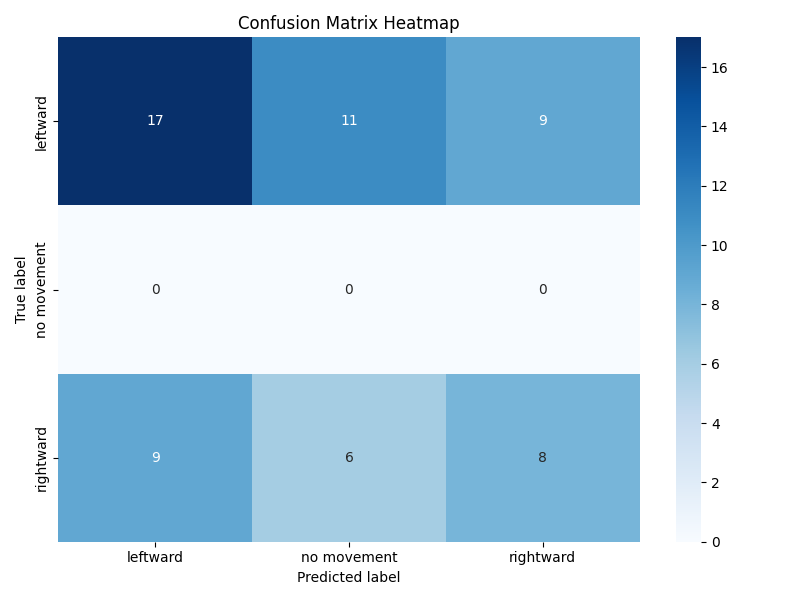 Confusion Matrix Heatmap
True label
leftward
17 11 9
no movement
0 0 0
rightward
9 6 8
leftward no movement rightward
Predicted label
16
14
12
10
8
6
4
2
0